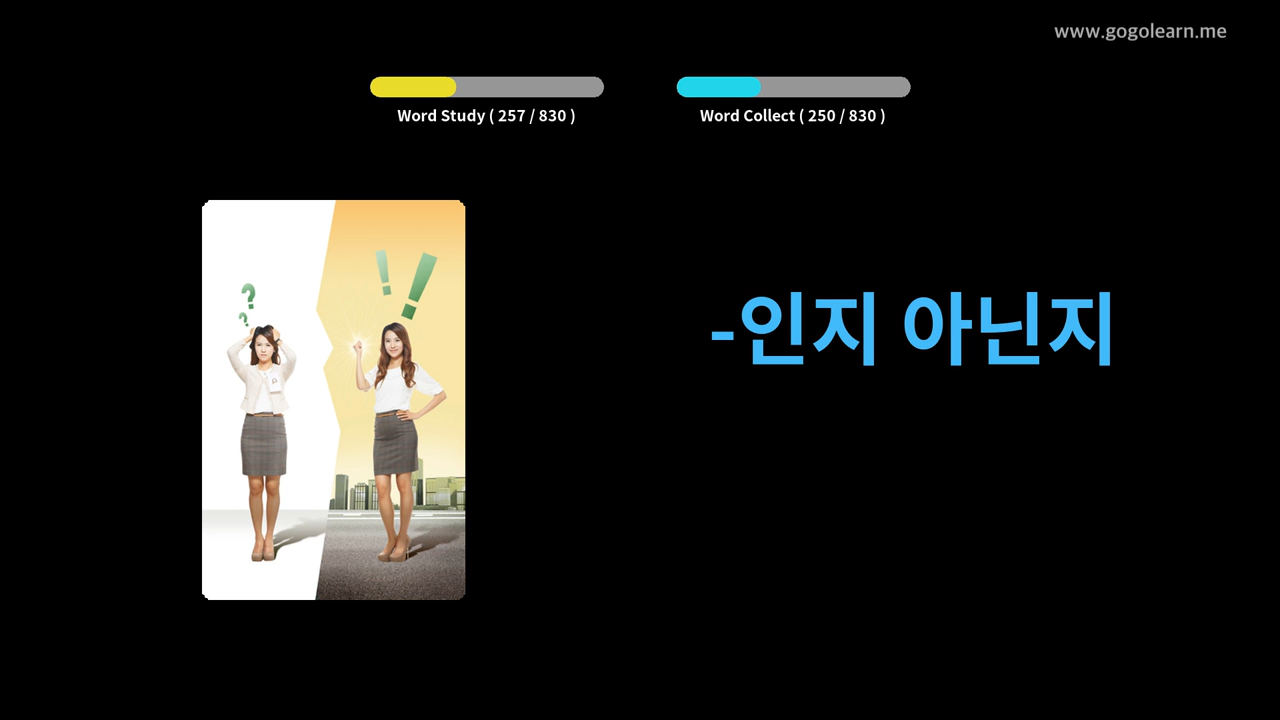 www.gogolearn.me
Word Study ( 257 / 830 )
Word Collect ( 250 / 830 )
? ?
! !
-인지 아닌지